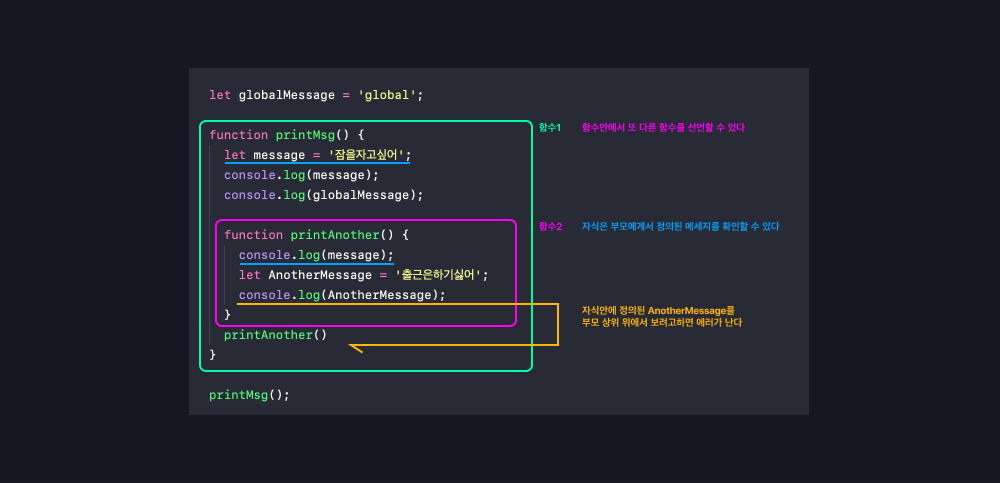 let globalMessage = 'global';
function printMsg() {
함수1 함수안에서 또 다른 함수를 선언할 수 있다
let message = '잠을자고싶어';
console.log(message);
console.log(globalMessage);
function printAnother() {
함수2 자식은 부모에게서 정의된 메세지를 확인할 수 있다
console.log(message);
let AnotherMessage = '출근은하기싫어';
console.log(AnotherMessage);
}
자식안에 정의된 AnotherMessage를
부모 상위 위에서 보려고하면 에러가 난다
printAnother()
}
printMsg();